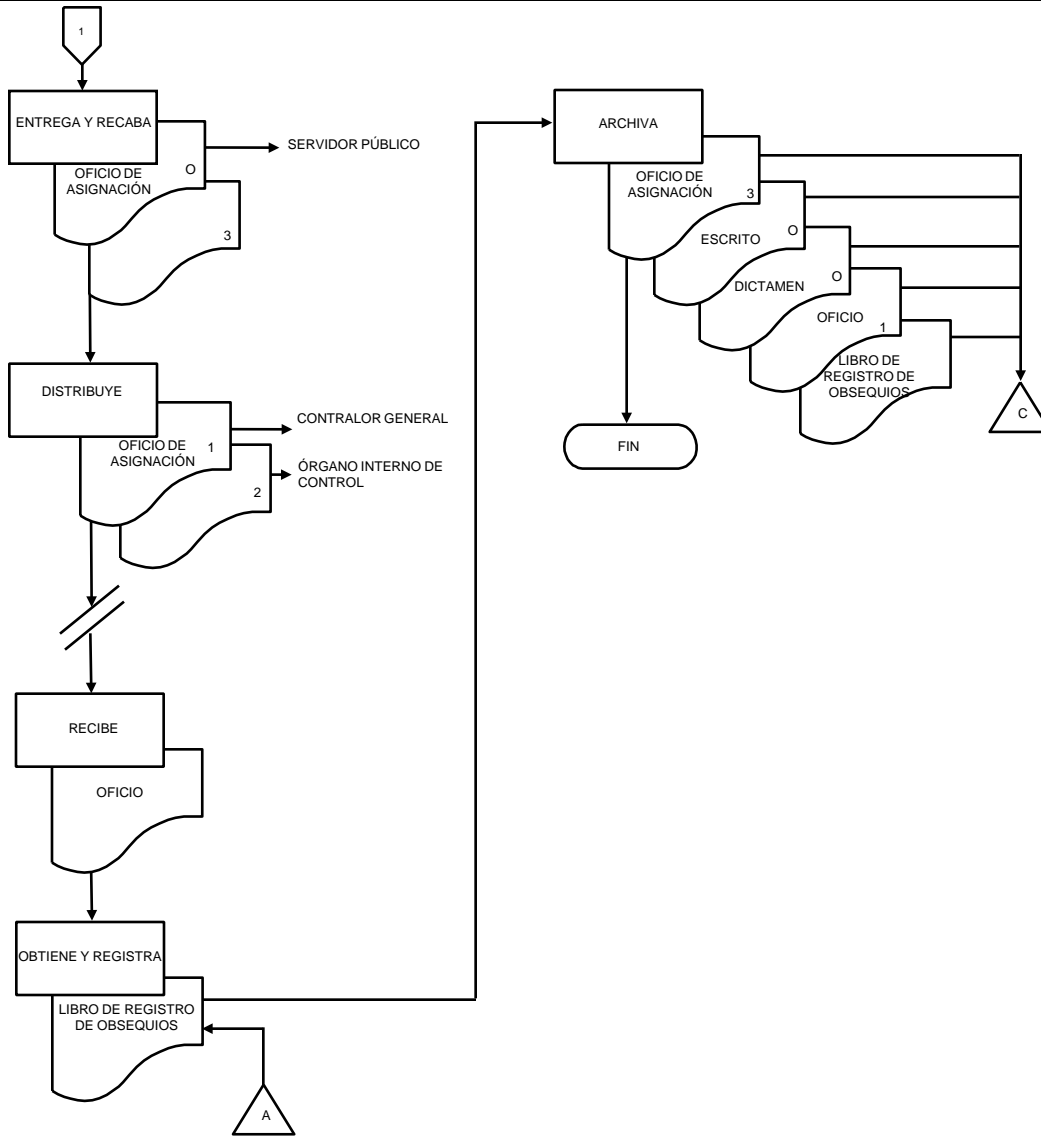 1
ENTREGA Y RECABA
SERVIDOR PÚBLICO
OFICIO DE
ASIGNACIÓN
O
3
DISTRIBUYE
CONTRALOR GENERAL
OFICIO DE
ASIGNACIÓN
1
ÓRGANO INTERNO DE
CONTROL
2
RECIBE
OFICIO
OBTIENE Y REGISTRA
LIBRO DE REGISTRO
DE OBSEQUIOS
A
ARCHIVA
OFICIO DE
ASIGNACIÓN
3
ESCRITO
O
DICTAMEN
O
OFICIO
1
LIBRO DE
REGISTRO DE
OBSEQUIOS
C
FIN